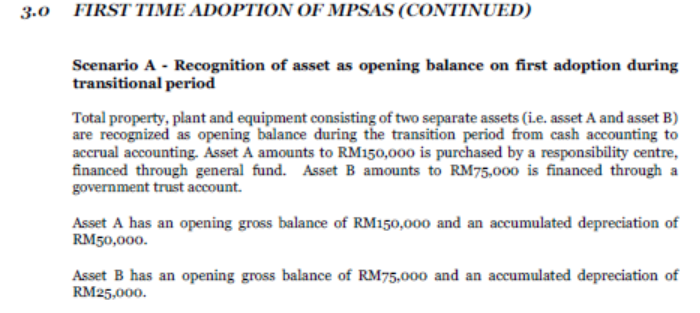 3.0 FIRST TIME ADOPTION OF MPSAS (CONTINUED)
Scenario A - Recognition of asset as opening balance on first adoption during
transitional period
Total property, plant and equipment consisting of two separate assets (i.e. asset A and asset B)
are recognized as opening balance during the transition period from cash accounting to
accrual accounting. Asset A amounts to RM150,000 is purchased by a responsibility centre,
financed through general fund. Asset B amounts to RM75,000 is financed through a
government trust account.
Asset A has an opening gross balance of RM150,000 and an accumulated depreciation of
RM50,000.
Asset B has an opening gross balance of RM75,000 and an accumulated depreciation of
RM25,000.